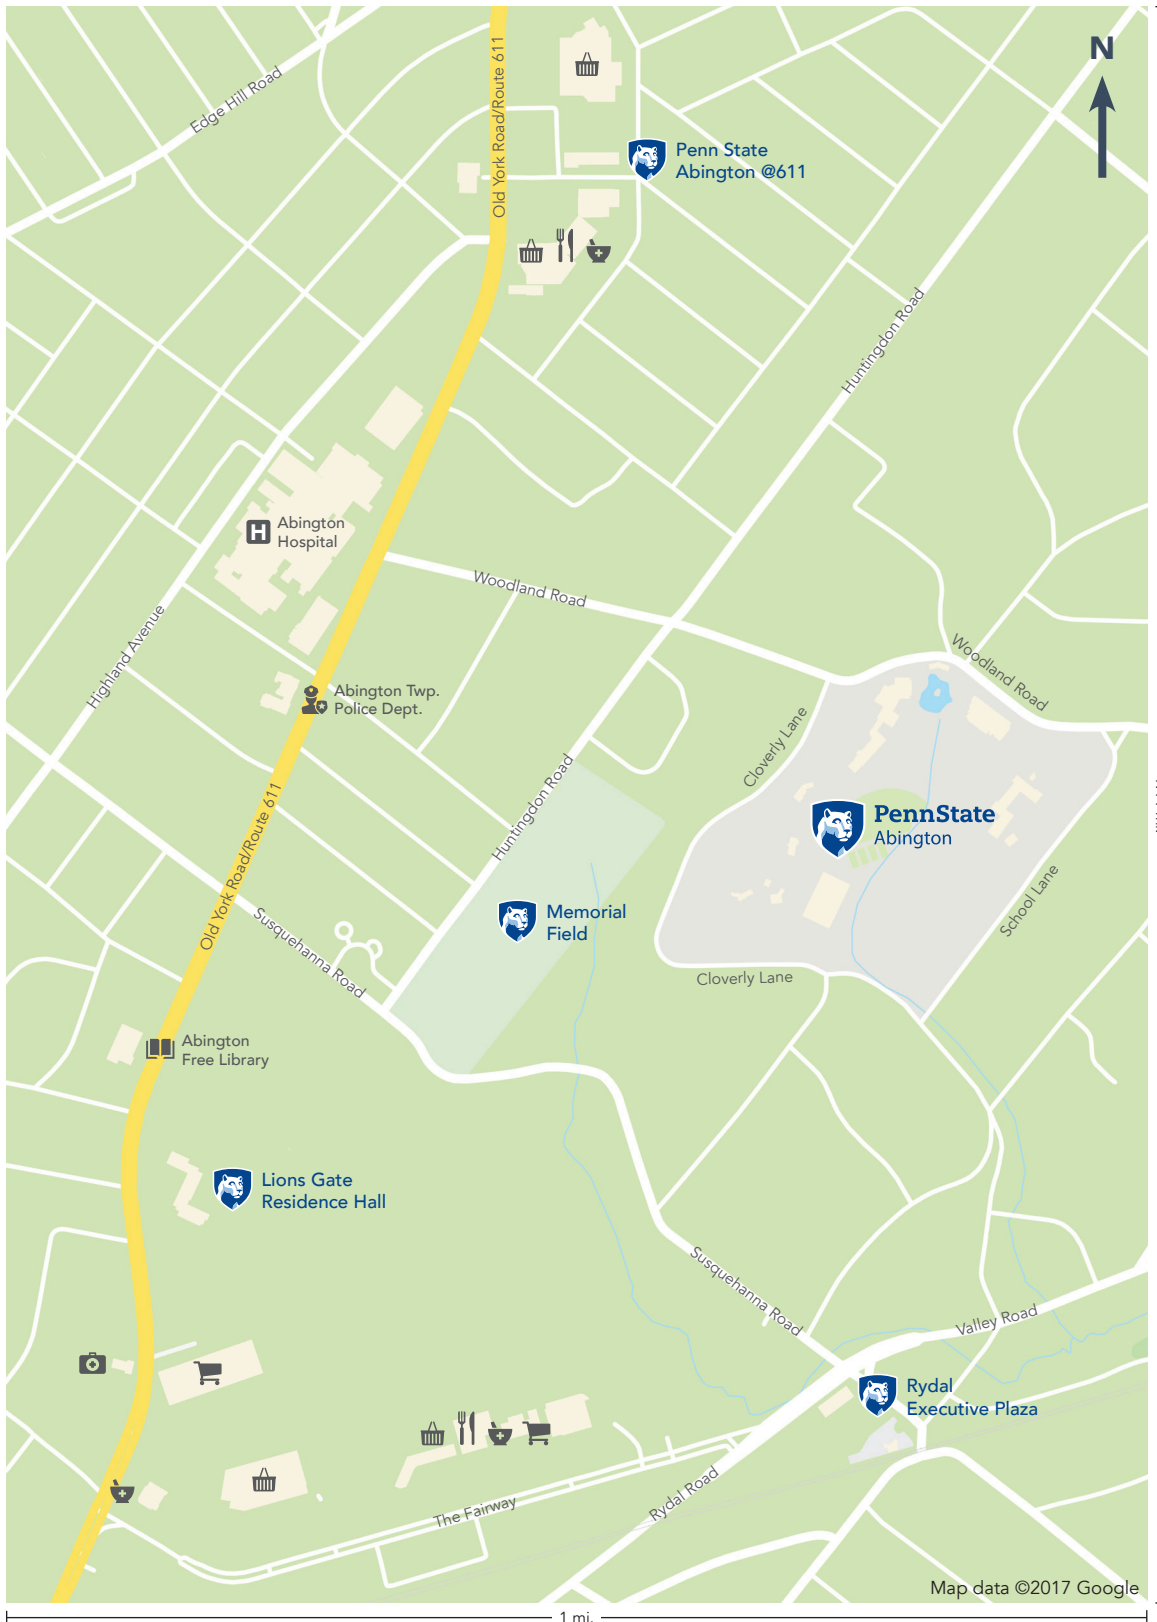 N
Edge Hill Road
Old York Road/Route 611
Penn State
Abington @611
Huntingdon Road
H
Abington
Hospital
Woodland Road
Highland Avenue
Woodland Road
Abington Twp.
Police Dept.
Cloverly Lane
Huntingdon Road
Old York Road/Route 611
PennState
Abington
School Lane
Susquehanna Road
Memorial
Field
Cloverly Lane
Abington
Free Library
Lions Gate
Residence Hall
Susquehanna Road
Valley Road
Rydal
Executive Plaza
Rydal Road
The Fairway
Map data ©2017 Google
1 mi.